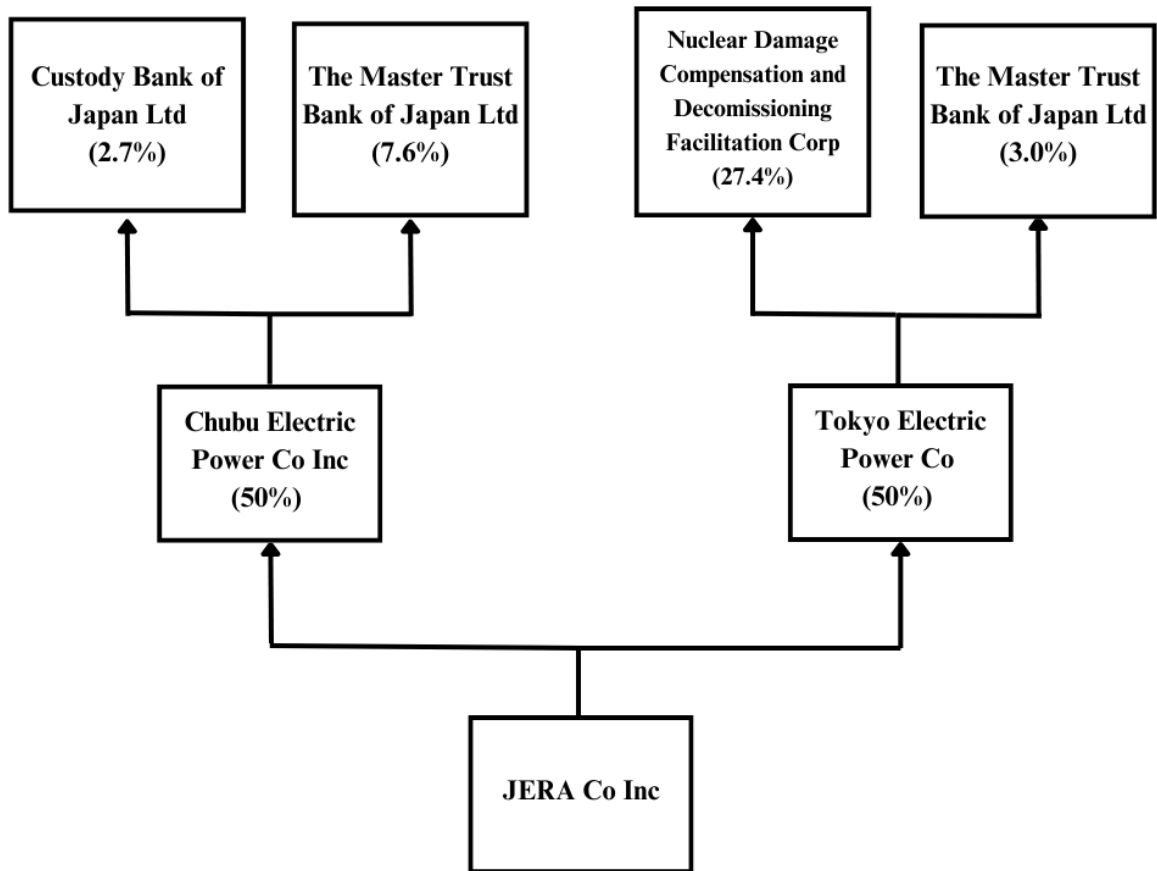 Custody Bank of
Japan Ltd
(2.7%)
The Master Trust
Bank of Japan Ltd
(7.6%)
Nuclear Damage
Compensation and
Decomissioning
Facilitation Corp
(27.4%)
The Master Trust
Bank of Japan Ltd
(3.0%)
Chubu Electric
Power Co Inc
(50%)
Tokyo Electric
Power Co
(50%)
JERA Co Inc